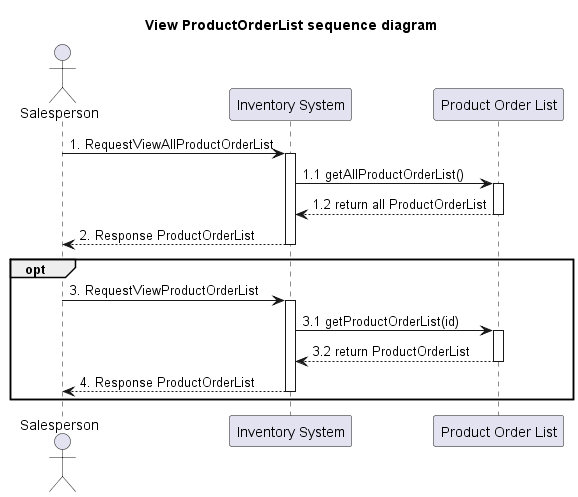 View ProductOrderList sequence diagram
Salesperson
Inventory System
Product Order List
1. RequestViewAllProductOrderList
1.1 getAllProductOrderList()
1.2 return all ProductOrderList
2. Response ProductOrderList
opt
3. RequestViewProductOrderList
3.1 getProductOrderList(id)
3.2 return ProductOrderList
4. Response ProductOrderList
Salesperson
Inventory System
Product Order List